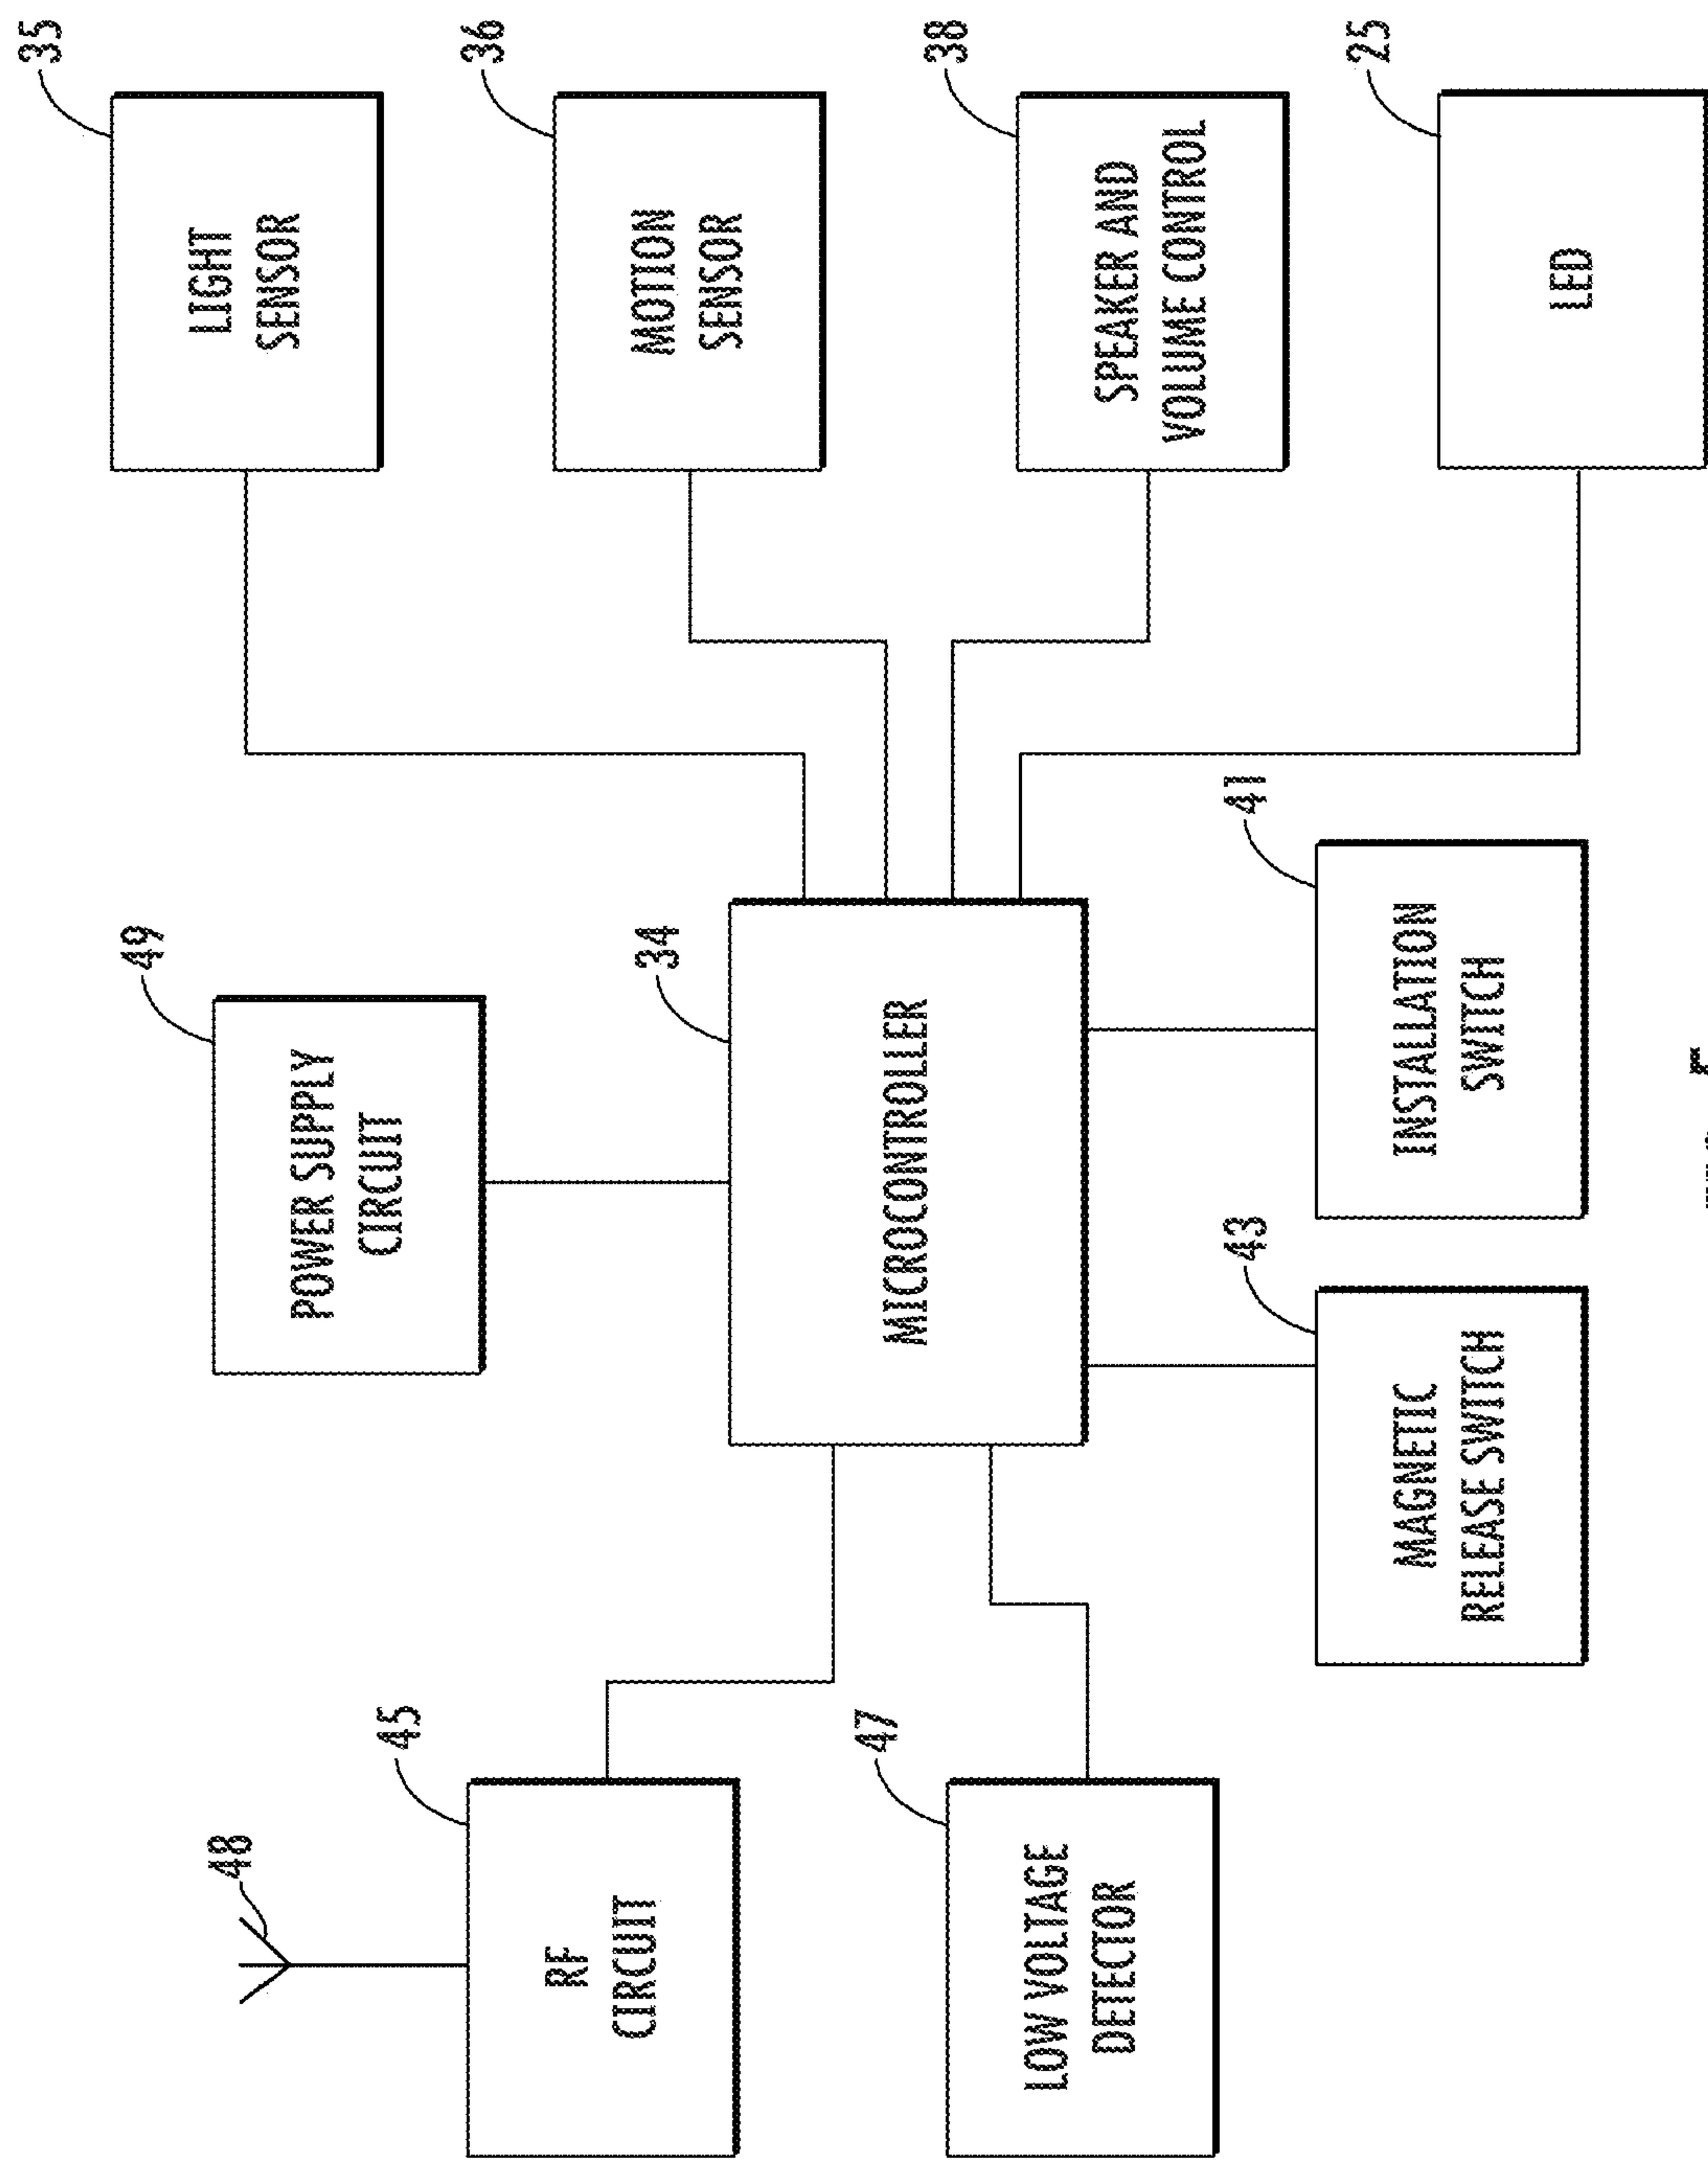 48
45
RF
CIRCUIT
47
LOW VOLTAGE
DETECTOR
49
POWER SUPPLY
CIRCUIT
34
MICROCONTROLLER
43
MAGNETIC
RELEASE SWITCH
41
INSTALLATION
SWITCH
35
LIGHT
SENSOR
36
MOTION
SENSOR
38
SPEAKER AND
VOLUME CONTROL
25
LED